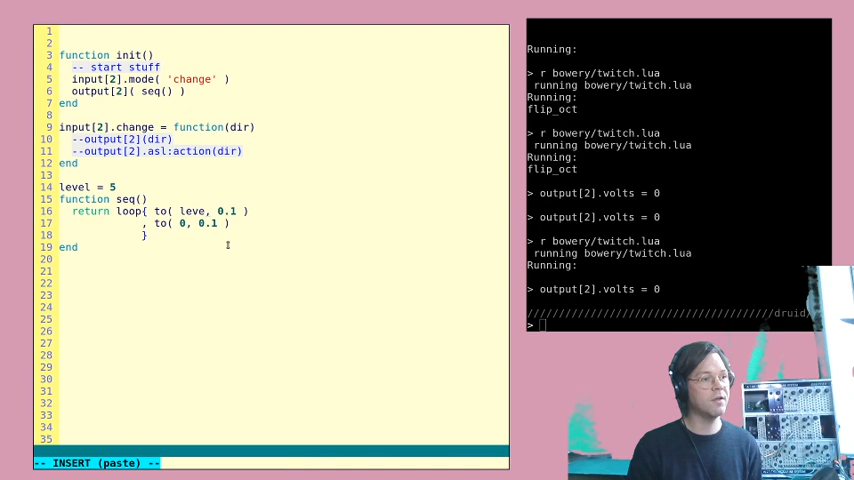 1
2
3 function init()
4   -- start stuff
5   input[2].mode( 'change' )
6   output[2]( seq() )
7 end
8
9 input[2].change = function(dir)
10   --output[2](dir)
11   --output[2].asl:action(dir)
12 end
13
14 level = 5
15 function seq()
16   return loop{ to( leve, 0.1 )
17              , to( 0, 0.1 )
18              }
19 end
20
21
22
23
24
25
26
27
28
29
30
31
32
33
34
35
-- INSERT (paste) --
Running:
> r bowery/twitch.lua
running bowery/twitch.lua
Running:
flip_oct
> r bowery/twitch.lua
running bowery/twitch.lua
Running:
flip_oct
> output[2].volts = 0
> output[2].volts = 0
> r bowery/twitch.lua
running bowery/twitch.lua
Running:
> output[2].volts = 0
/////////////////////////////////////////druid/
>